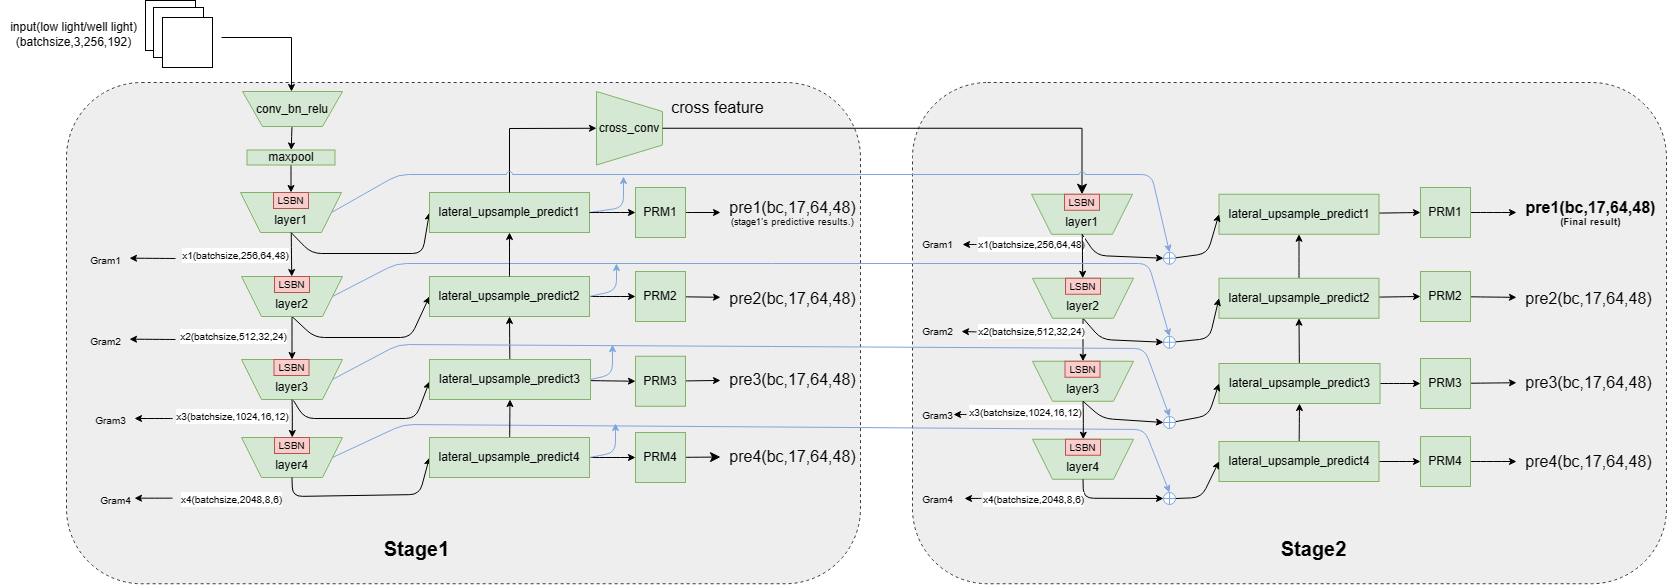 input(low light/well light)
(batchsize,3,256,192)
conv_bn_relu
maxpool
LSBN
layer1
x1(batchsize,256,64,48)
Gram1
LSBN
layer2
x2(batchsize,512,32,24)
Gram2
LSBN
layer3
x3(batchsize,1024,16,12)
Gram3
LSBN
layer4
x4(batchsize,2048,8,6)
Gram4
cross_conv
cross feature
lateral_upsample_predict1
PRM1
pre1(bc,17,64,48)
(stage1's predictive results.)
lateral_upsample_predict2
PRM2
pre2(bc,17,64,48)
lateral_upsample_predict3
PRM3
pre3(bc,17,64,48)
lateral_upsample_predict4
PRM4
pre4(bc,17,64,48)
Stage1
LSBN
layer1
x1(batchsize,256,64,48)
Gram1
LSBN
layer2
x2(batchsize,512,32,24)
Gram2
LSBN
layer3
x3(batchsize,1024,16,12)
Gram3
LSBN
layer4
x4(batchsize,2048,8,6)
Gram4
lateral_upsample_predict1
PRM1
pre1(bc,17,64,48)
(Final result)
lateral_upsample_predict2
PRM2
pre2(bc,17,64,48)
lateral_upsample_predict3
PRM3
pre3(bc,17,64,48)
lateral_upsample_predict4
PRM4
pre4(bc,17,64,48)
Stage2